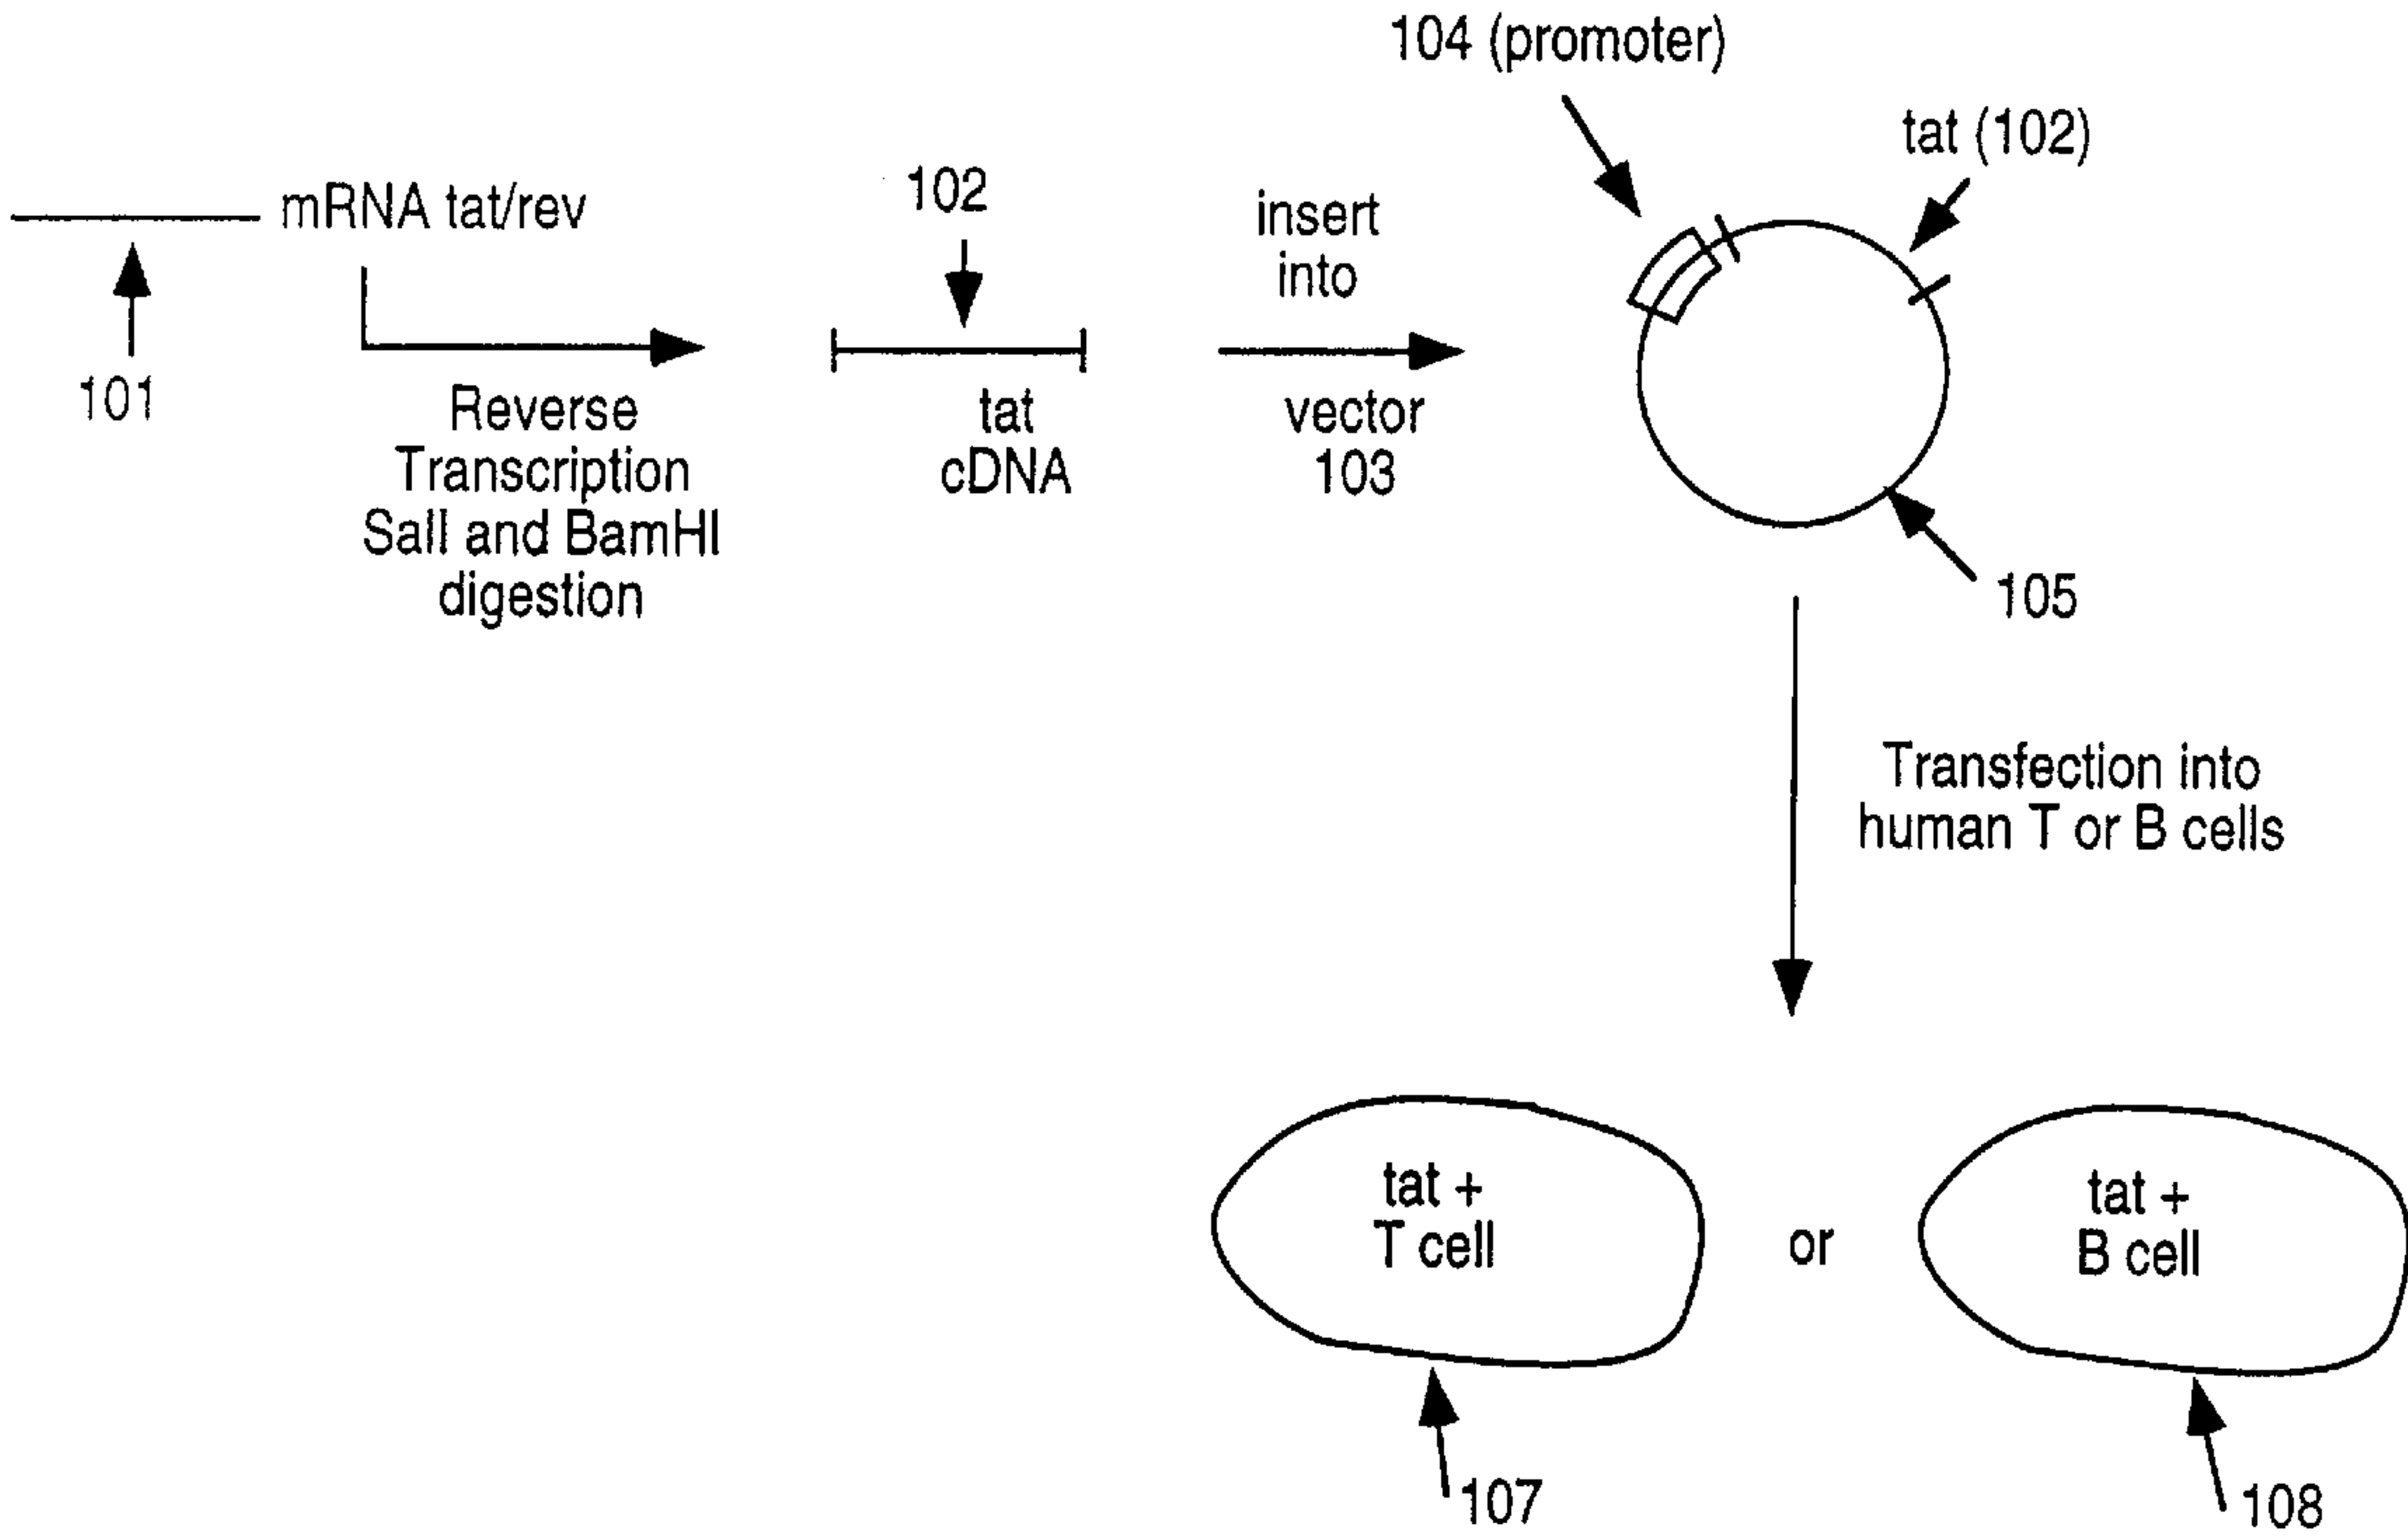 104 (promoter)
tat (102)
mRNA tat/rev
102
insert
into
101
Reverse
Transcription
SalI and BamHI
digestion
tat
cDNA
vector
103
105
Transfection into
human T or B cells
tat +
T cell
or
tat +
B cell
107
108